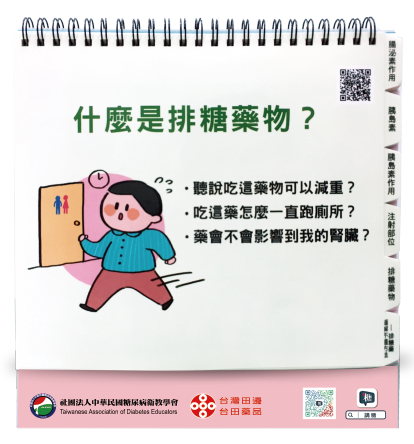 什麼是排糖藥物？
・聽說吃這藥物可以減重？
・吃這藥怎麼一直跑廁所？
・藥會不會影響到我的腎臟？
腸泌素作用
胰島素
胰島素作用
注射部位
排糖藥物
社團法人中華民國糖尿病衛教學會
Taiwanese Association of Diabetes Educators
台灣田邊
台田藥品